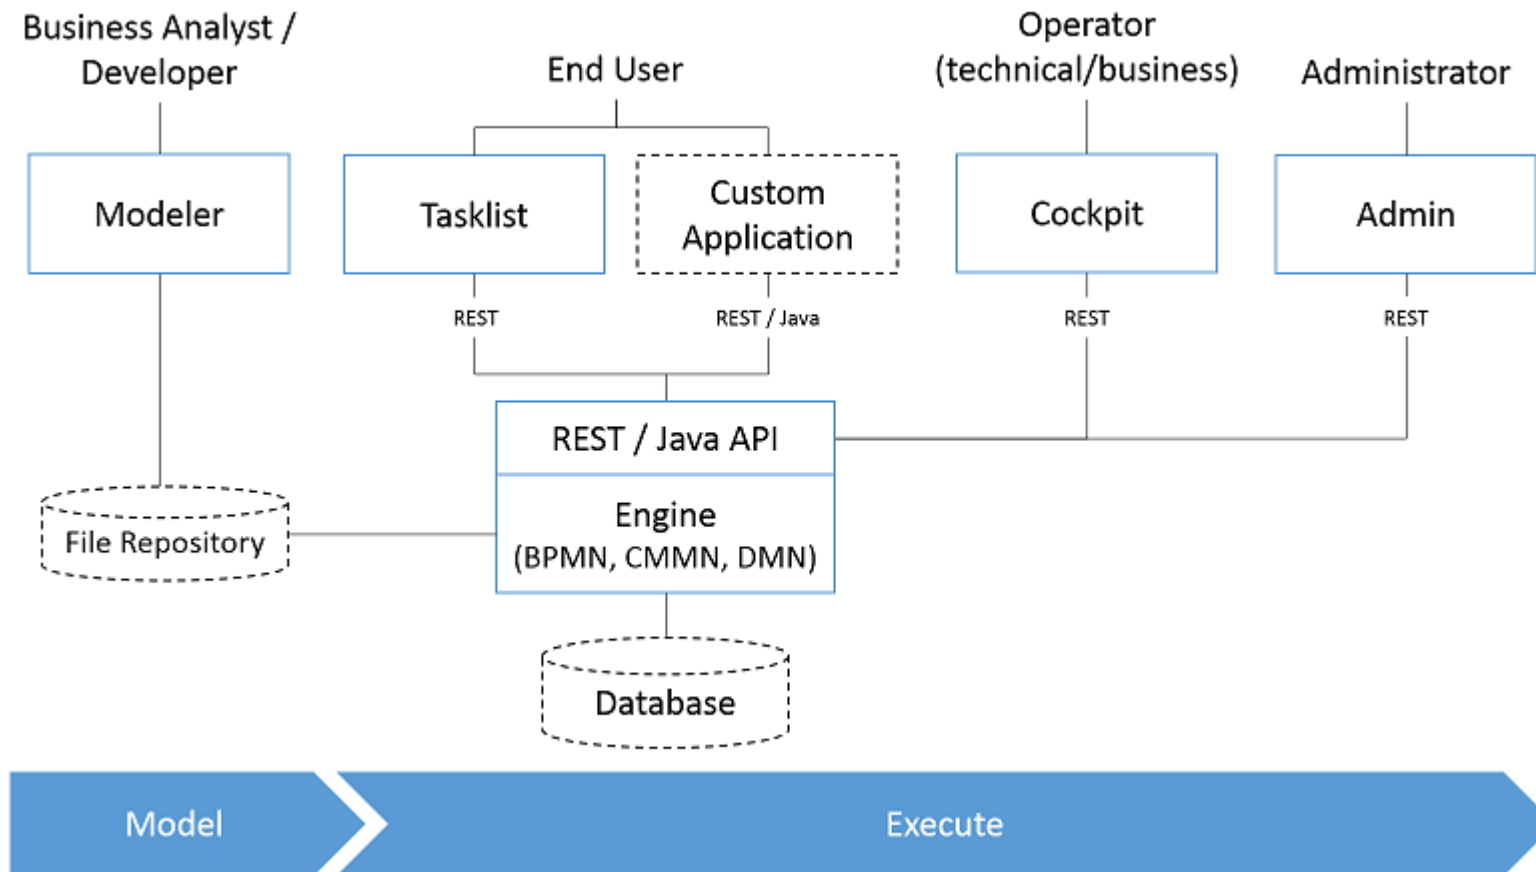 Business Analyst /
Developer
End User
Operator
(technical/business)
Administrator
Modeler
Tasklist
Custom
Application
Cockpit
Admin
REST
REST / Java
REST
REST
REST / Java API
Engine
(BPMN, CMMN, DMN)
File Repository
Database
Model
Execute